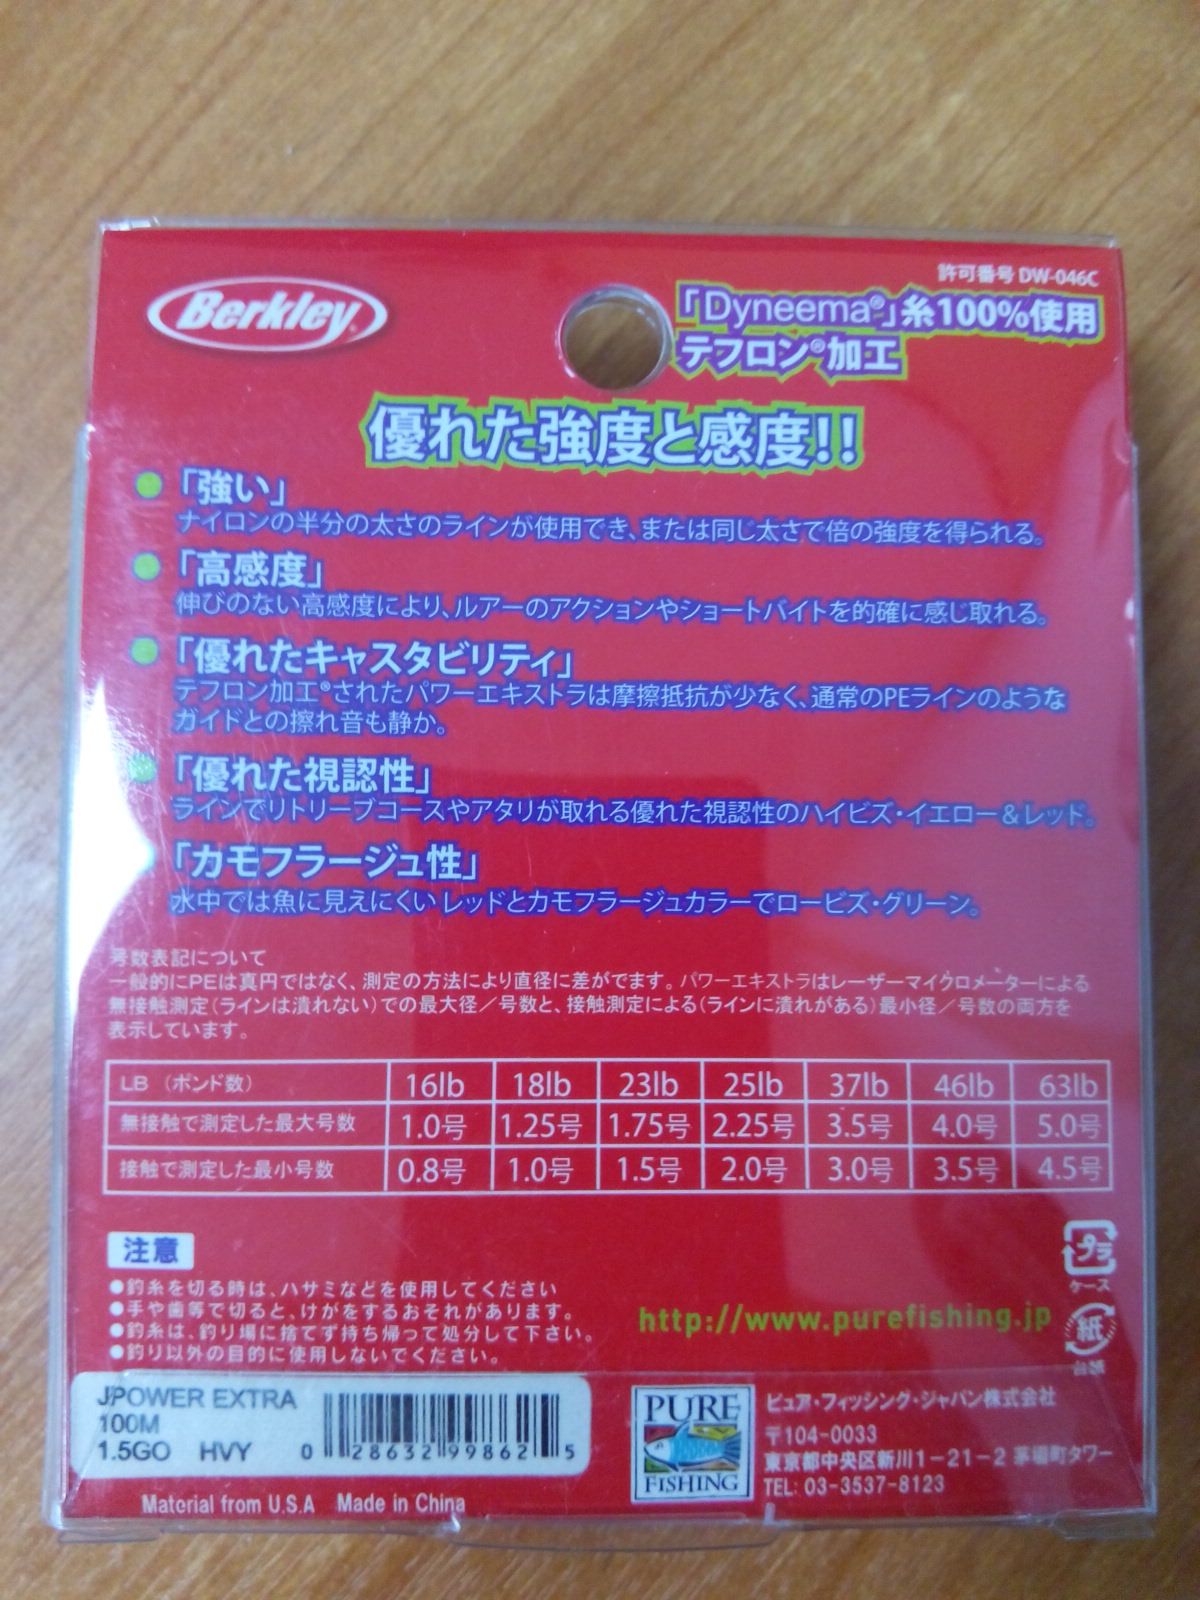 Berkley
許可番号 DW-046C
「Dyneema®」糸100%使用
テフロン®加工
優れた強度と感度!!
●「強い」
ナイロンの半分の太さのラインが使用でき、または同じ太さで倍の強度を得られる。
●「高感度」
伸びのない高感度により、ルアーのアクションやショートバイトを的確に感じ取れる。
●「優れたキャスタビリティ」
テフロン加工®されたパワーエキストラは摩擦抵抗が少なく、通常のPEラインのような
ガイドとの擦れ音も静か。
●「優れた視認性」
ラインでリトリーブコースやアタリが取れる優れた視認性のハイビズ・イエロー&レッド。
●「カモフラージュ性」
水中では魚に見えにくいレッドとカモフラージュカラーでロービズ・グリーン。
号数表記について
一般的にPEは真円ではなく、測定の方法により直径に差がでます。パワーエキストラはレーザーマイクロメーターによる
無接触測定(ラインは潰れない)での最大径/号数と、接触測定による(ラインに潰れがある)最小径/号数の両方を
表示しています。
LB (ポンド数) 16lb 18lb 23lb 25lb 37lb 46lb 63lb
無接触で測定した最大号数 1.0号 1.25号 1.75号 2.25号 3.5号 4.0号 5.0号
接触で測定した最小号数 0.8号 1.0号 1.5号 2.0号 3.0号 3.5号 4.5号
注意
●釣糸を切る時は、ハサミなどを使用してください
●手や歯等で切ると、けがをするおそれがあります。
●釣糸は、釣り場に捨てず持ち帰って処分して下さい。
●釣り以外の目的に使用しないでください。
http://www.purefishing.jp
プラ
ケース
紙
台紙
JPOWER EXTRA
100M
1.5GO HVY
0 28632 99862 5
Material from U.S.A Made in China
PURE
FISHING
ピュア・フィッシング・ジャパン株式会社
〒104-0033
東京都中央区新川1-21-2 茅場町タワー
TEL: 03-3537-8123